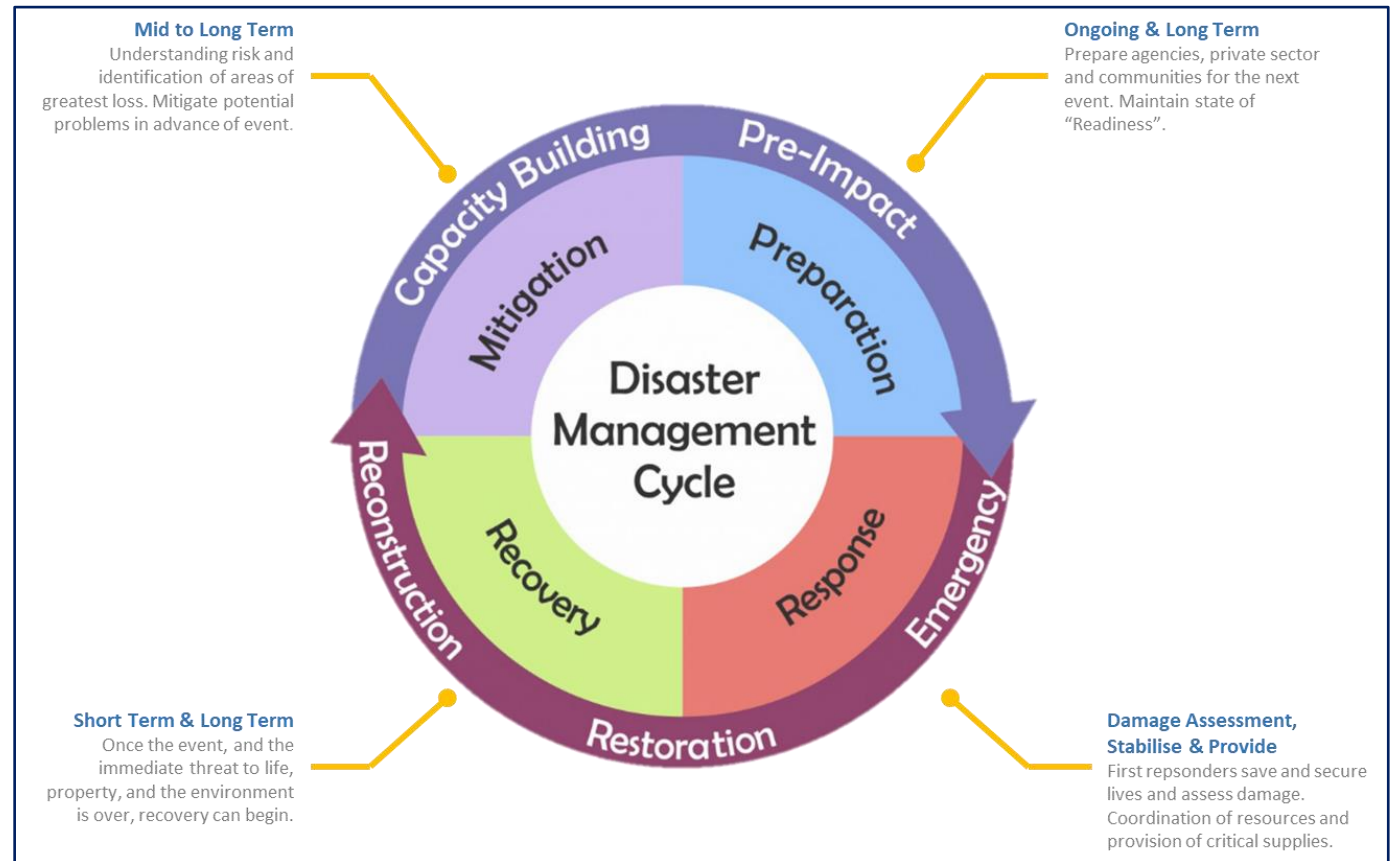 Mid to Long Term
Understanding risk and
identification of areas of
greatest loss. Mitigate potential
problems in advance of event.
Ongoing & Long Term
Prepare agencies, private sector
and communities for the next
event. Maintain state of
“Readiness”.
Capacity Building
Pre-Impact
Mitigation
Preparation
Disaster
Management
Cycle
Reconstruction
Recovery
Response
Emergency
Restoration
Short Term & Long Term
Once the event, and the
immediate threat to life,
property, and the environment
is over, recovery can begin.
Damage Assessment,
Stabilise & Provide
First repsonders save and secure
lives and assess damage.
Coordination of resources and
provision of critical supplies.